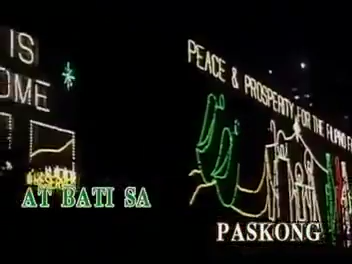 IS
OME
PEACE & PROSPERITY FOR THE FILIPINO F
AT BATI SA
PASKONG